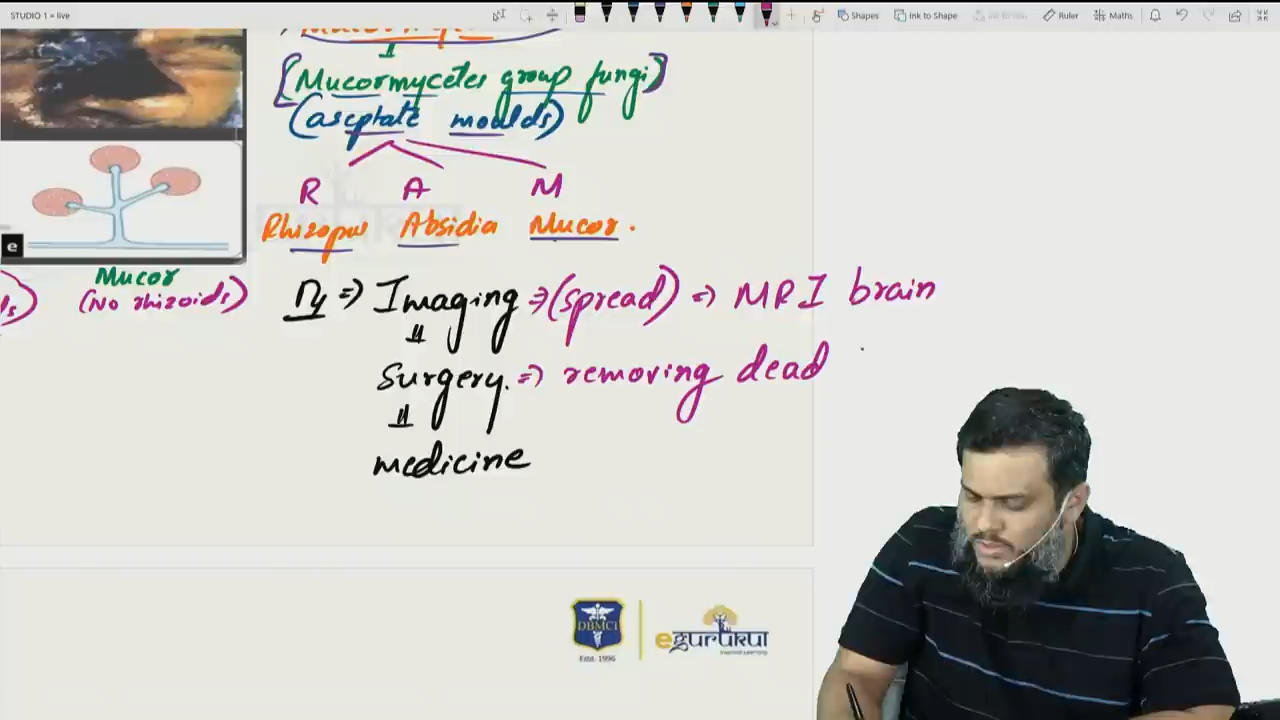 STUDIO 1 = live
Shapes
Ink to Shape
Ruler
Maths
[Mucormycetes group fungi]
(aseptate moulds)
R A M
Rhizopus Absidia Mucor.
e
Mucor
(No rhizoids)
Rx => Imaging => (spread) => MRI brain
Surgery. => removing dead
medicine
DBMCI
Estd. 1996
egurukul